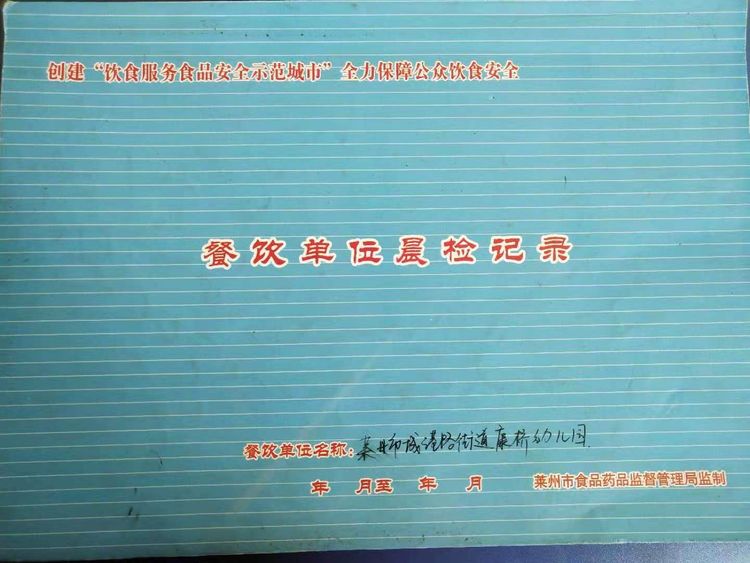 创建“饮食服务食品安全示范城市”全力保障公众饮食安全
餐饮单位晨检记录
餐饮单位名称：莱州市城港路街道康桥幼儿园
年 月至 年 月
莱州市食品药品监督管理局监制